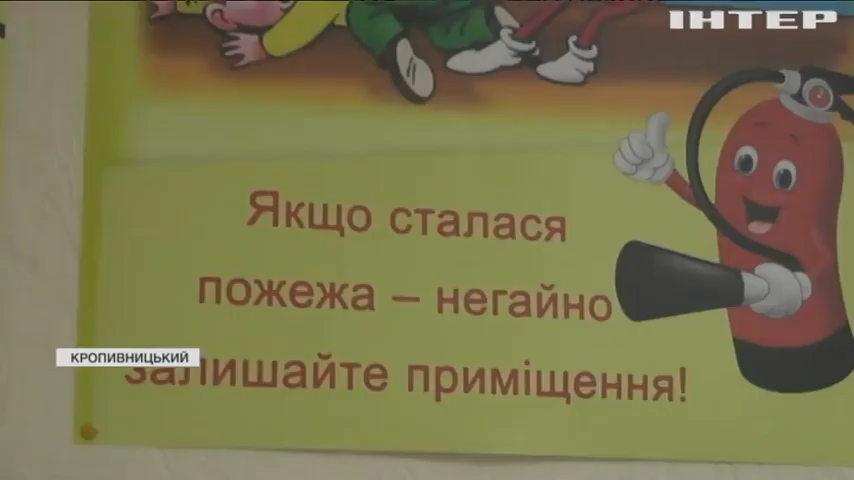 ІНТЕР
Якщо сталася
пожежа – негайно
КРОПИВНИЦЬКИЙ
залишайте приміщення!